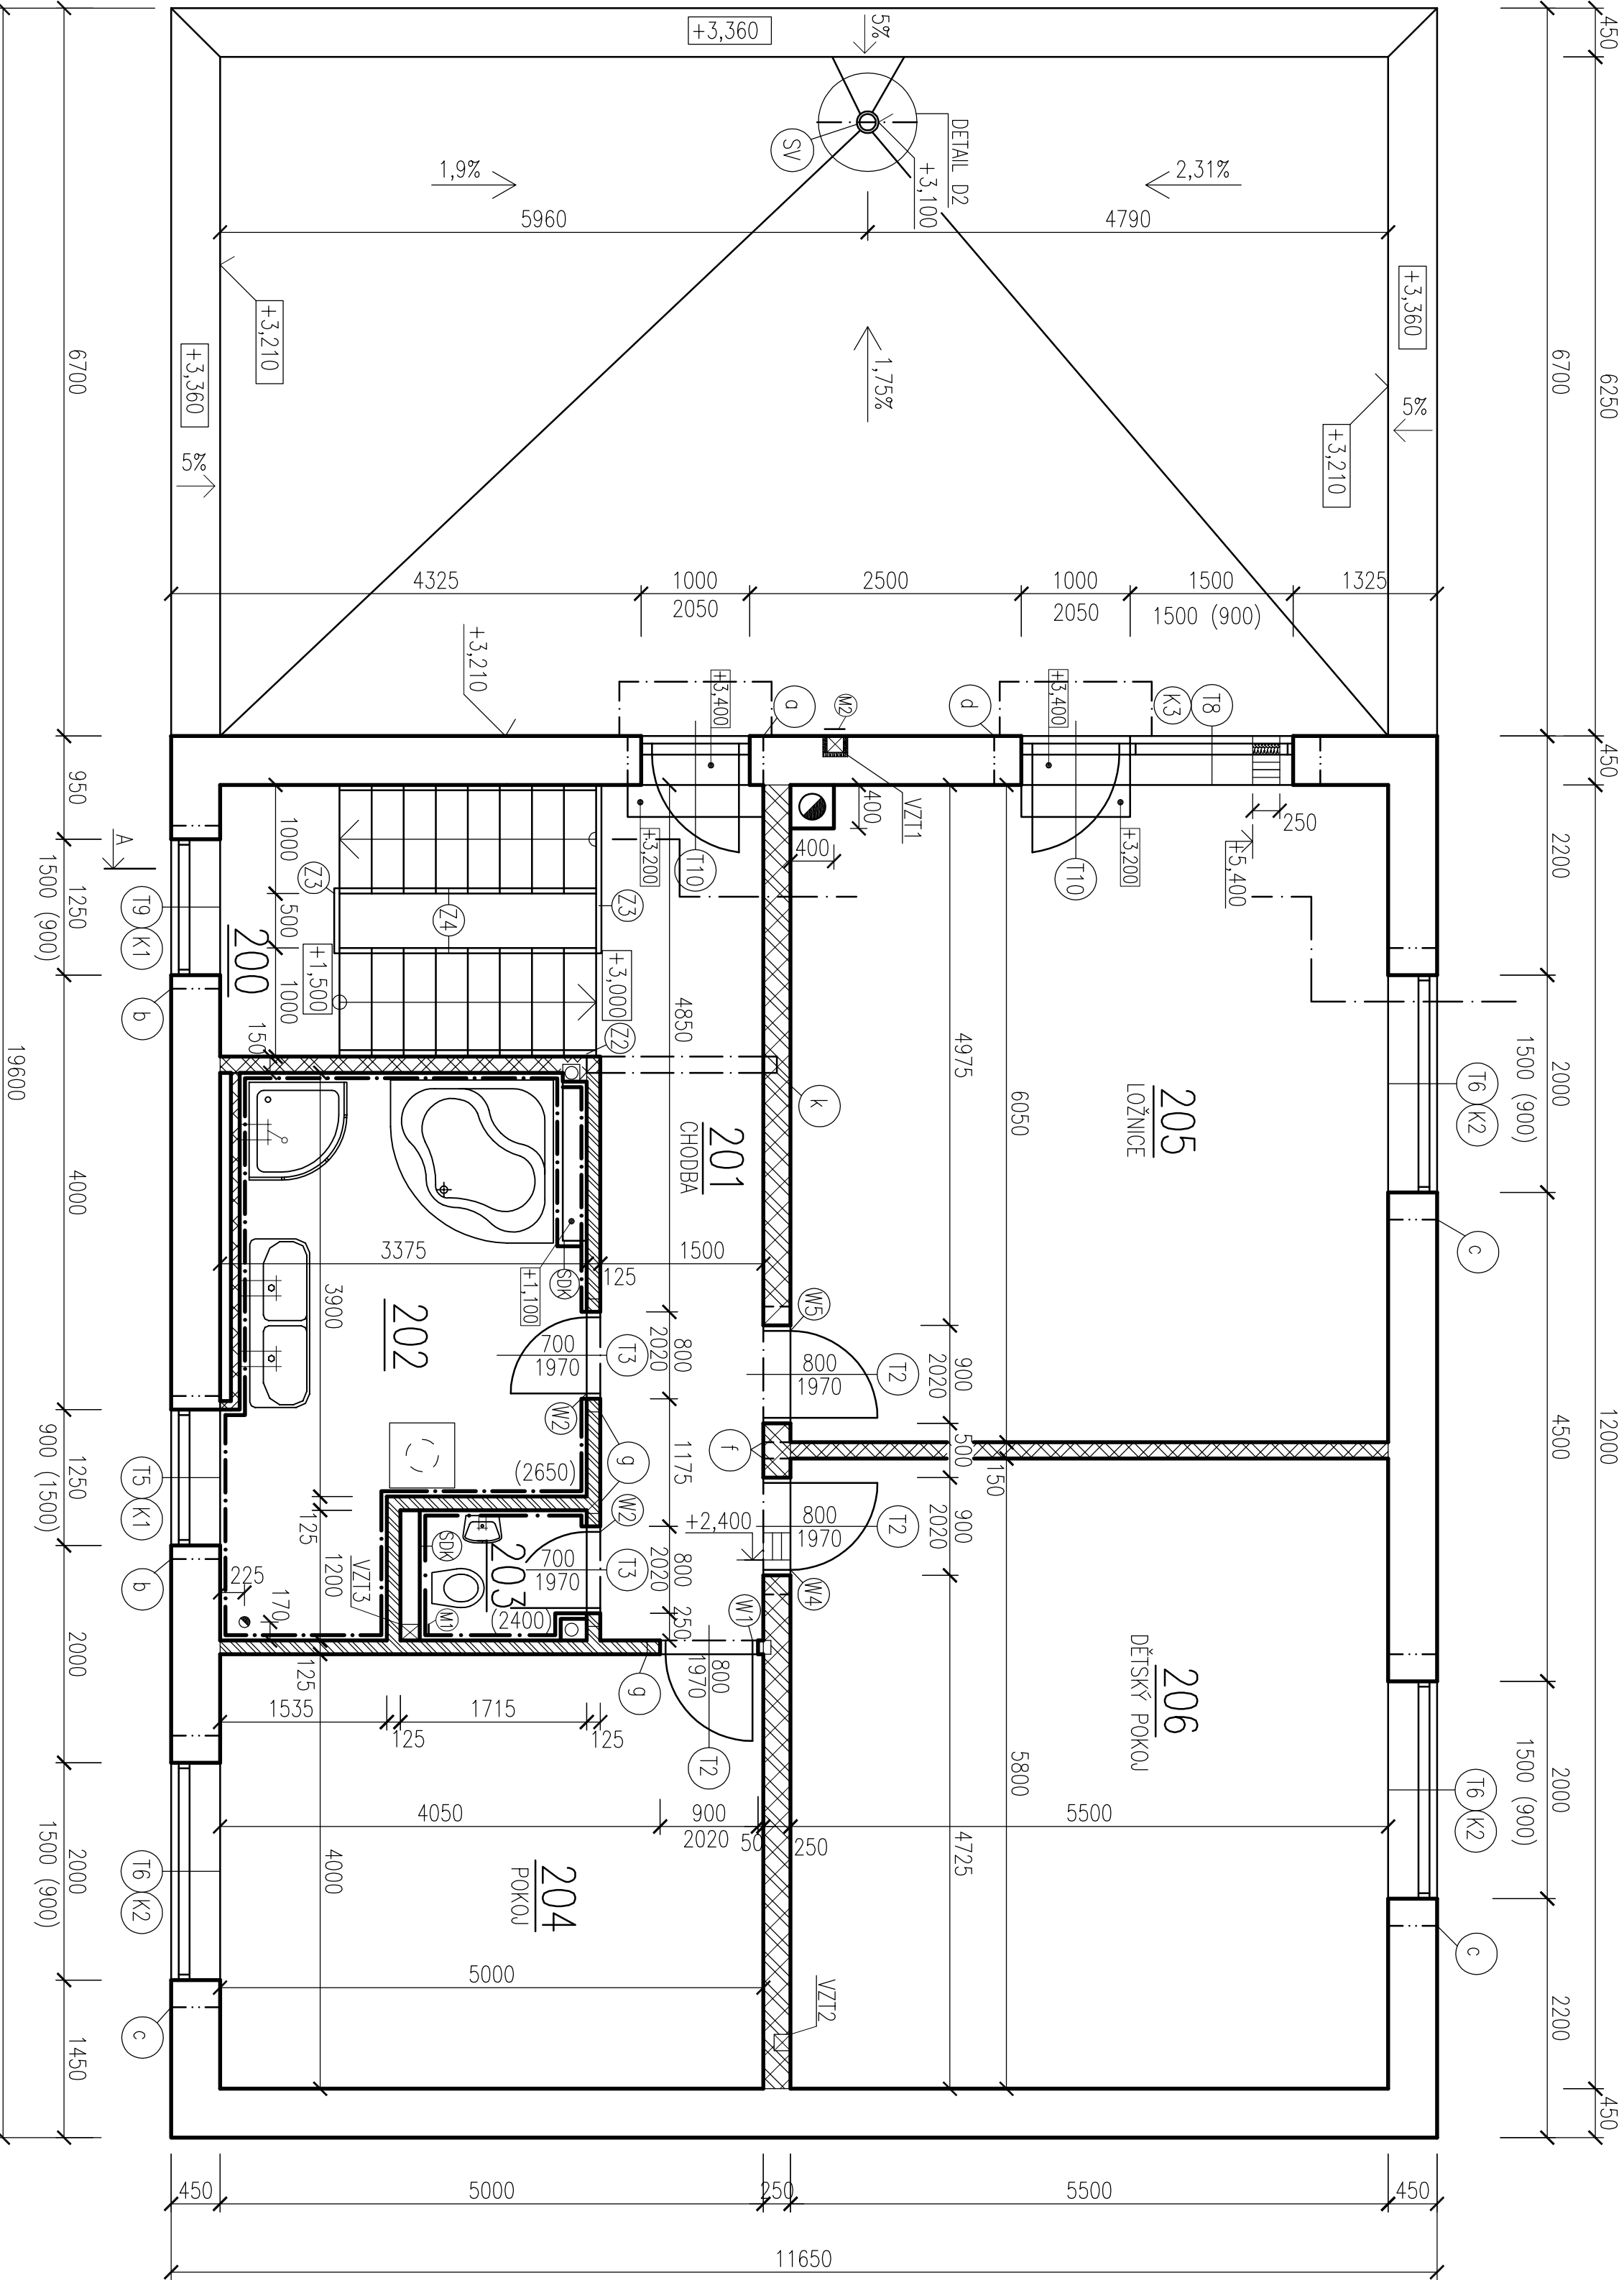 450
6250
12000
450
6700
2200
2000
1500 (900)
4500
2000
1500 (900)
2200
+3,360
5%
+3,360
5%
+3,210
DETAIL D2
+3,100
SV
1,9%
2,31%
5960
4790
1,75%
+3,210
+3,360
5%
+3,210
4325
1000
2050
2500
1000
2050
1500
1500 (900)
1325
+3,400
a
M2
d
+3,400
K3
T8
T6
K2
c
T6
K2
c
400
VZT1
400
250
+5,400
+3,200
T10
+3,200
T10
1000
500
1000
150
Z3
Z4
Z3
+1,500
+3,000
Z2
200
4850
4975
6050
k
205
LOŽNICE
201
CHODBA
3375
125
1500
SDK
+1,100
3900
202
700
1970
T3
W2
800
2020
W5
800
1970
T2
900
2020
1175
g
f
500
150
(2650)
W2
800
1970
T2
900
2020
+2,400
W4
125
1200
VZT3
SDK
203
700
1970
T3
800
2020
(2400)
M1
250
W1
225
170
125
800
1970
T2
g
206
DĚTSKÝ POKOJ
1535
125
1715
125
5800
4050
900
2020
50
250
5500
4725
4000
204
POKOJ
5000
VZT2
A
T9
K1
b
T5
K1
b
T6
K2
c
6700
950
1250
1500 (900)
4000
1250
900 (1500)
2000
2000
1500 (900)
1450
19600
450
5000
250
5500
450
11650